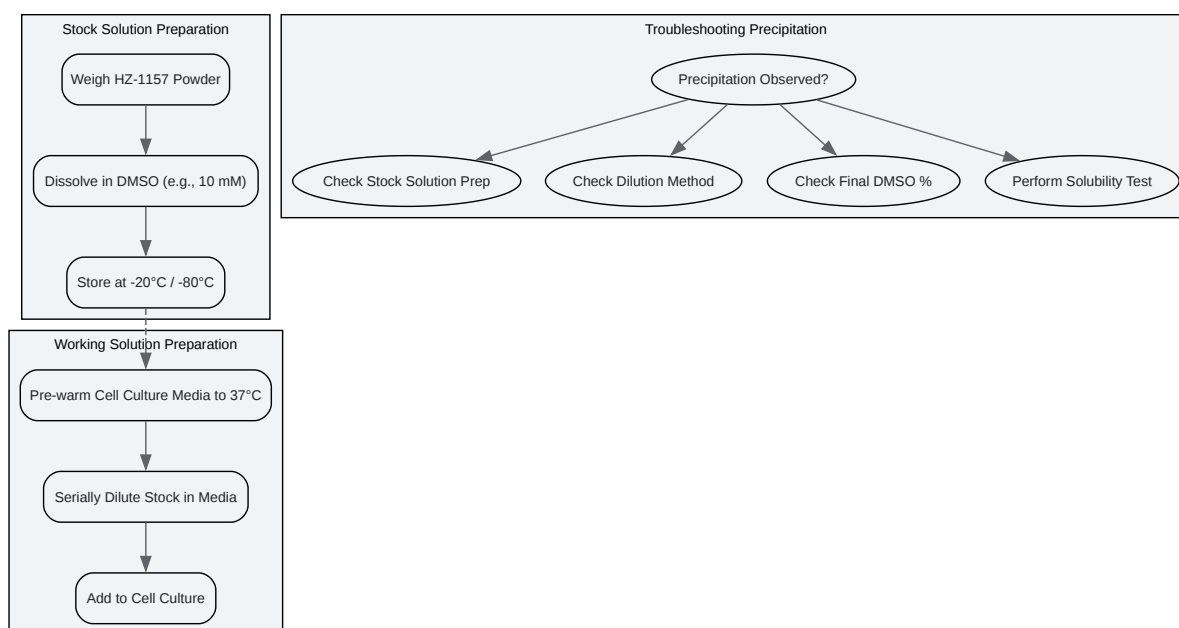 Stock Solution Preparation
Weigh HZ-1157 Powder
Dissolve in DMSO (e.g., 10 mM)
Store at -20°C / -80°C
Working Solution Preparation
Pre-warm Cell Culture Media to 37°C
Serially Dilute Stock in Media
Add to Cell Culture
Troubleshooting Precipitation
Precipitation Observed?
Check Stock Solution Prep
Check Dilution Method
Check Final DMSO %
Perform Solubility Test